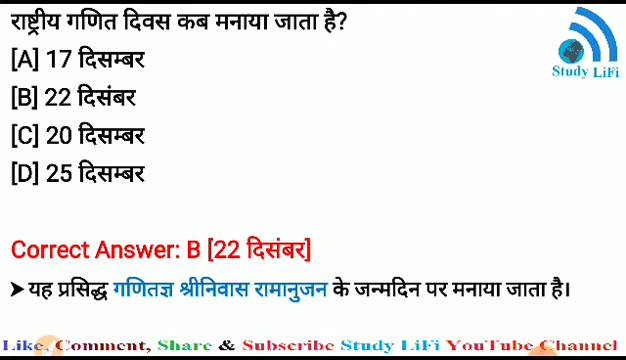 राष्ट्रीय गणित दिवस कब मनाया जाता है?
[A] 17 दिसम्बर
[B] 22 दिसंबर
[C] 20 दिसम्बर
[D] 25 दिसम्बर
Study LiFi
Correct Answer: B [22 दिसंबर]
➤ यह प्रसिद्ध गणितज्ञ श्रीनिवास रामानुजन के जन्मदिन पर मनाया जाता है।
Like, Comment, Share & Subscribe Study LiFi YouTube Channel